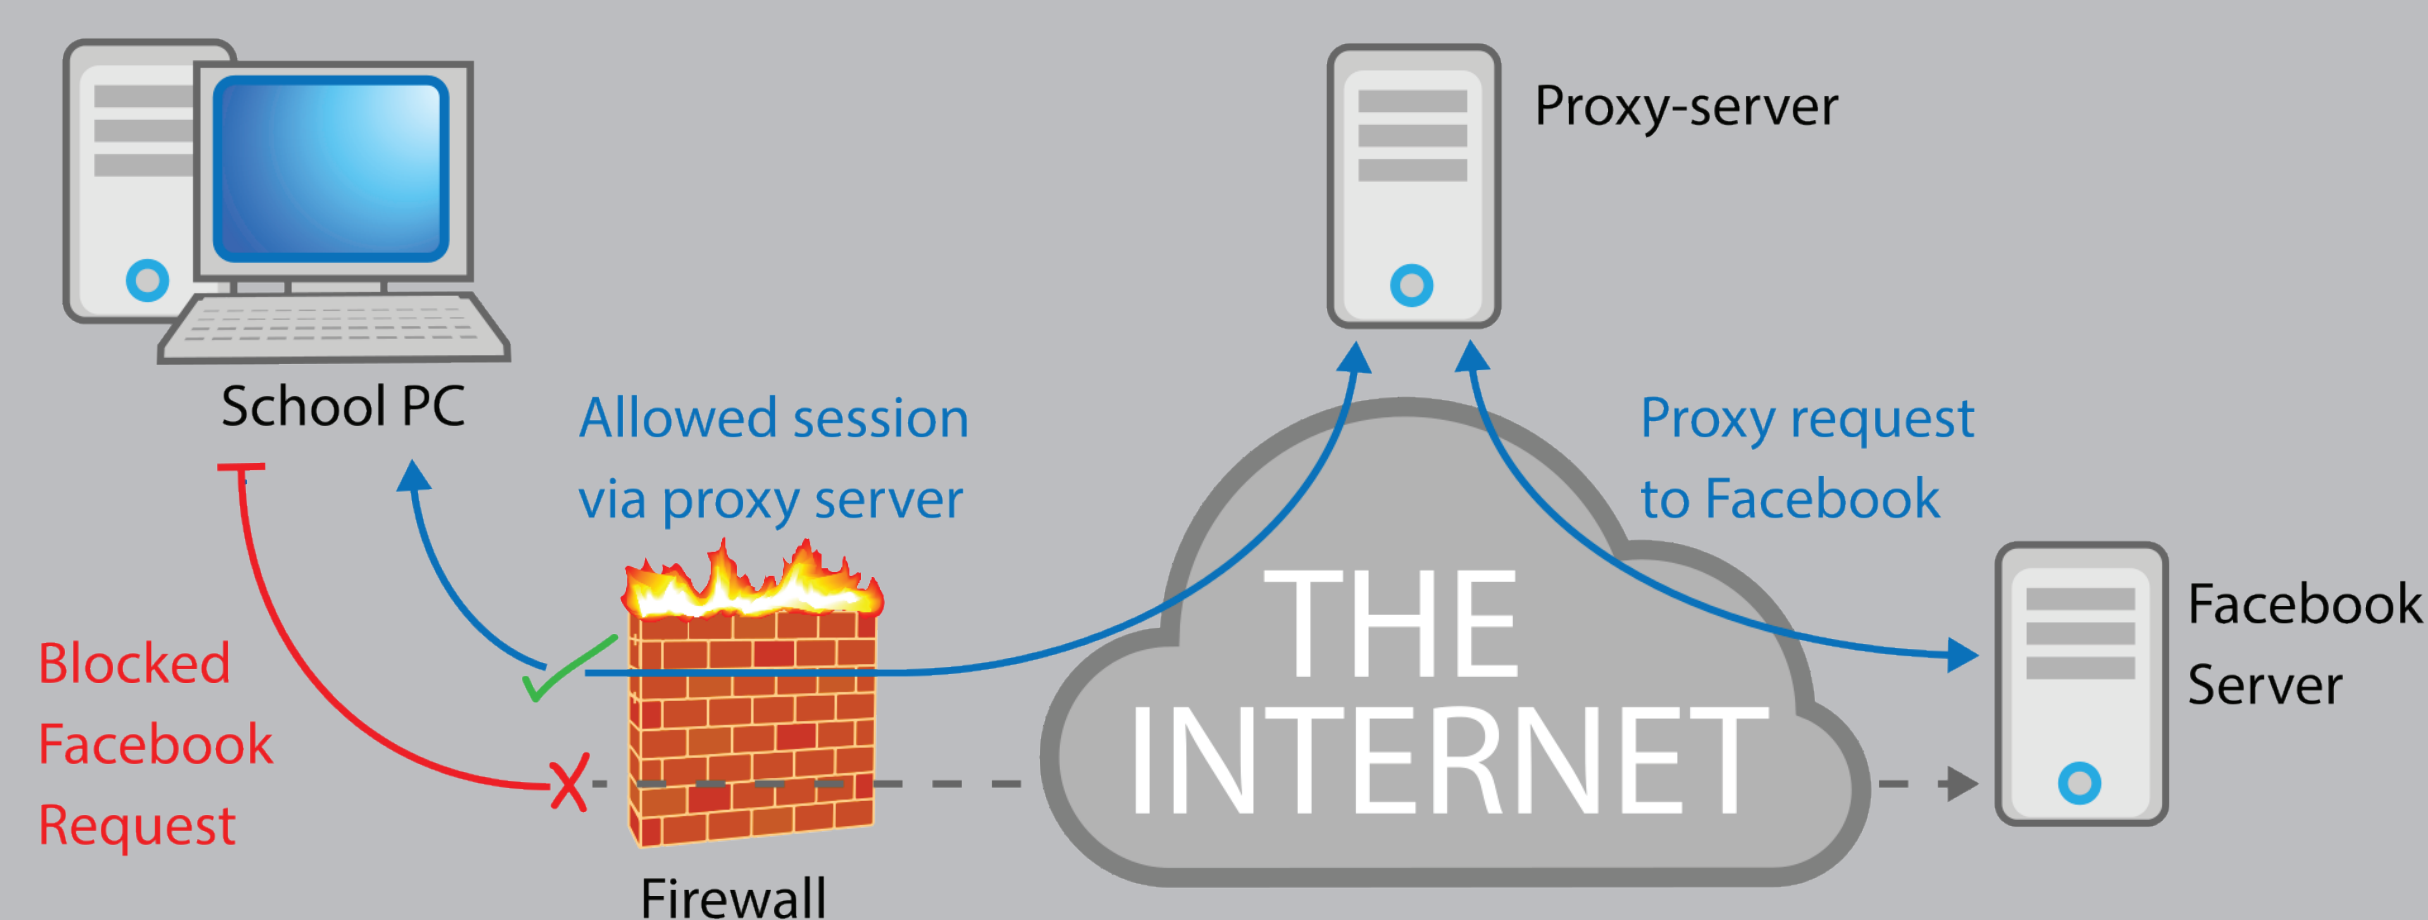 Proxy-server
School PC
Allowed session
via proxy server
Proxy request
to Facebook
THE
INTERNET
Facebook
Server
Blocked
Facebook
Request
Firewall